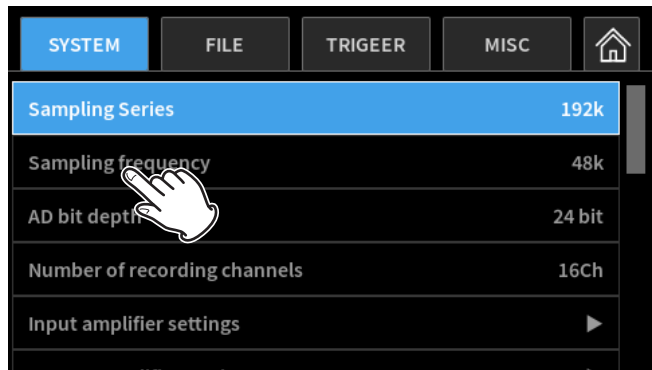 SYSTEM FILE TRIGEER MISC
Sampling Series 192k
Sampling frequency 48k
AD bit depth 24 bit
Number of recording channels 16Ch
Input amplifier settings